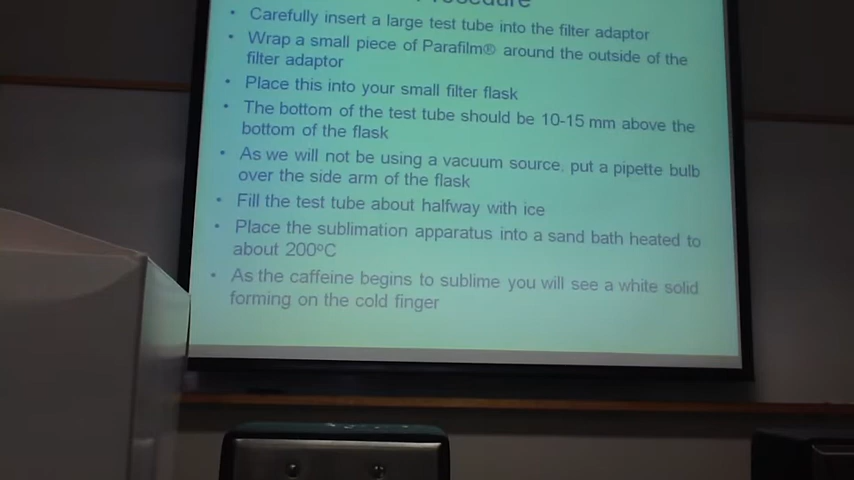 • Carefully insert a large test tube into the filter adaptor
• Wrap a small piece of Parafilm® around the outside of the
filter adaptor
• Place this into your small filter flask
• The bottom of the test tube should be 10-15 mm above the
bottom of the flask
• As we will not be using a vacuum source, put a pipette bulb
over the side arm of the flask
• Fill the test tube about halfway with ice
• Place the sublimation apparatus into a sand bath heated to
about 200ºC
• As the caffeine begins to sublime you will see a white solid
forming on the cold finger